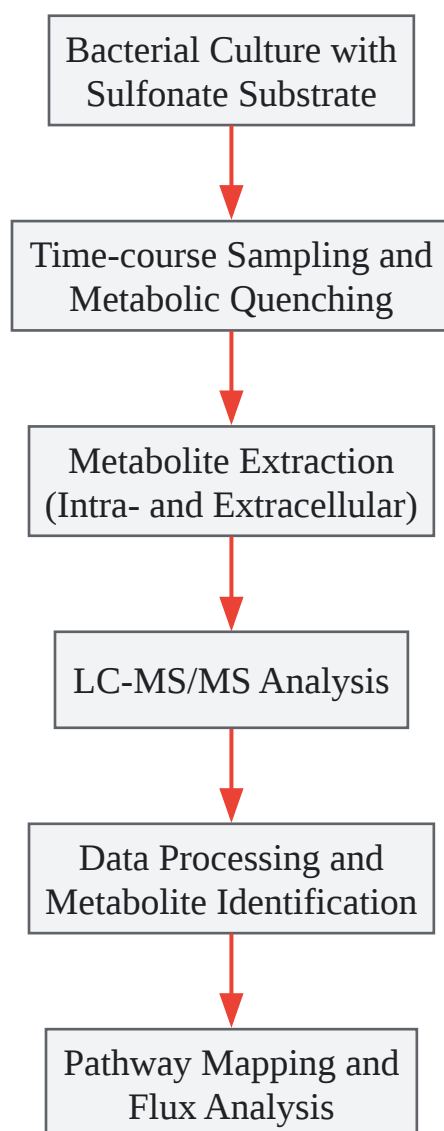 Bacterial Culture with
Sulfonate Substrate
Time-course Sampling and
Metabolic Quenching
Metabolite Extraction
(Intra- and Extracellular)
LC-MS/MS Analysis
Data Processing and
Metabolite Identification
Pathway Mapping and
Flux Analysis